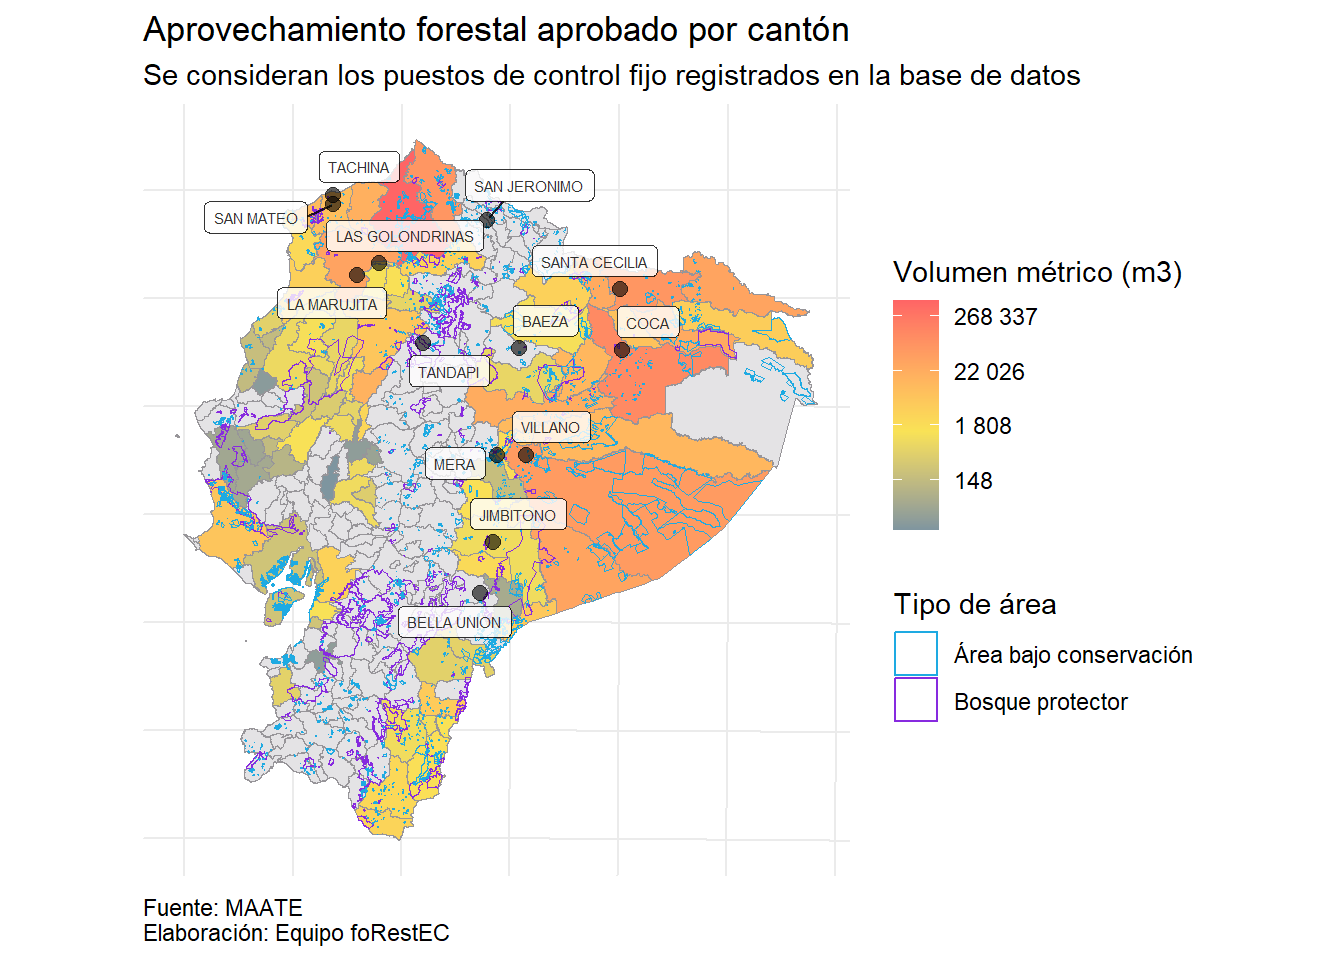 Aprovechamiento forestal aprobado por cantón
Se consideran los puestos de control fijo registrados en la base de datos
TACHINA
SAN JERONIMO
SAN MATEO
LAS GOLONDRINAS
SANTA CECILIA
LA MARUJITA
BAEZA
COCA
TANDAPI
VILLANO
MERA
JIMBITONO
BELLA UNION
Volumen métrico (m3)
268 337
22 026
1 808
148
Tipo de área
Área bajo conservación
Bosque protector
Fuente: MAATE
Elaboración: Equipo foRestEC